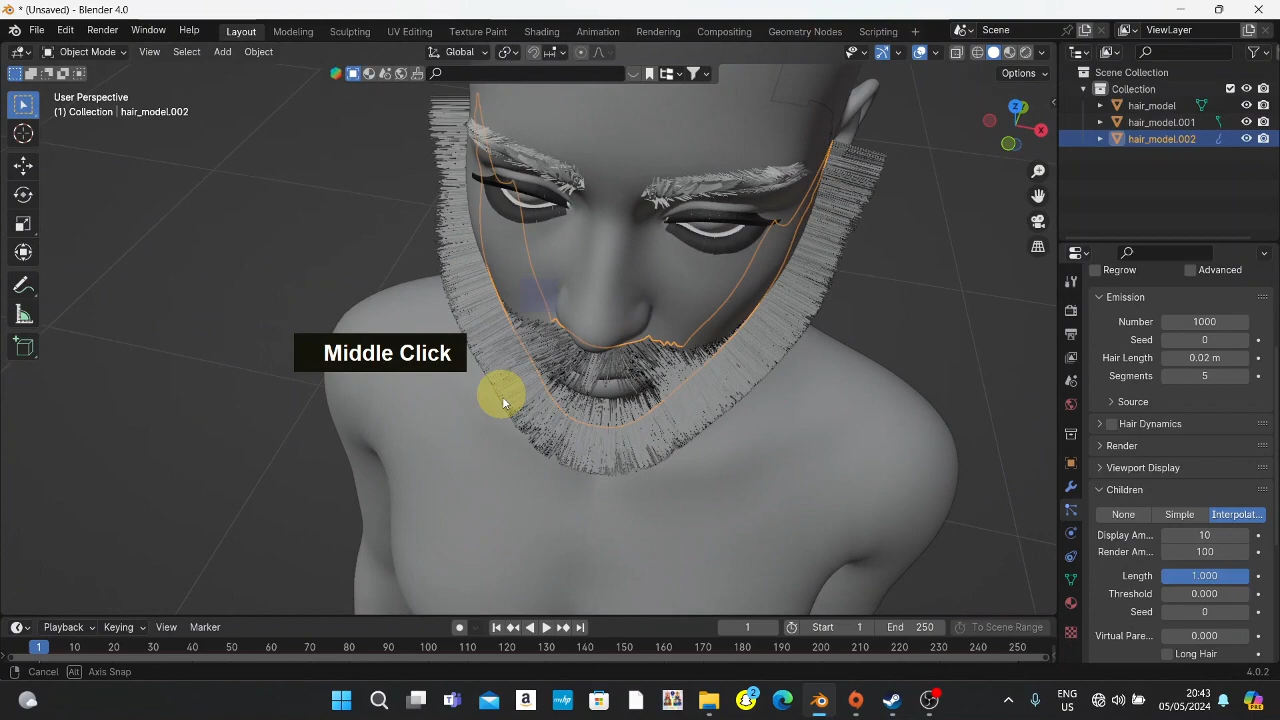 * (Unsaved) - Blender 4.0
File Edit Render Window Help
Layout Modeling Sculpting UV Editing Texture Paint Shading Animation Rendering Compositing Geometry Nodes Scripting +
Scene
ViewLayer
Object Mode View Select Add Object
Global
Options
User Perspective
(1) Collection | hair_model.002
Z
X
Scene Collection
Collection
hair_model
hair_model.001
hair_model.002
Regrow Advanced
Emission
Number 1000
Seed 0
Hair Length 0.02 m
Segments 5
Source
Hair Dynamics
Render
Viewport Display
Children
None Simple Interpolat...
Display Am... 10
Render Am... 100
Length 1.000
Threshold 0.000
Seed 0
Virtual Pare... 0.000
Long Hair
Middle Click
Playback Keying View Marker
1 Start 1 End 250
To Scene Range
1 10 20 30 40 50 60 70 80 90 100 110 120 130 140 150 160 170 180 190 200 210 220 230 240 250
Cancel Alt Axis Snap
4.0.2
2
ENG
US
20:43
05/05/2024
PRE